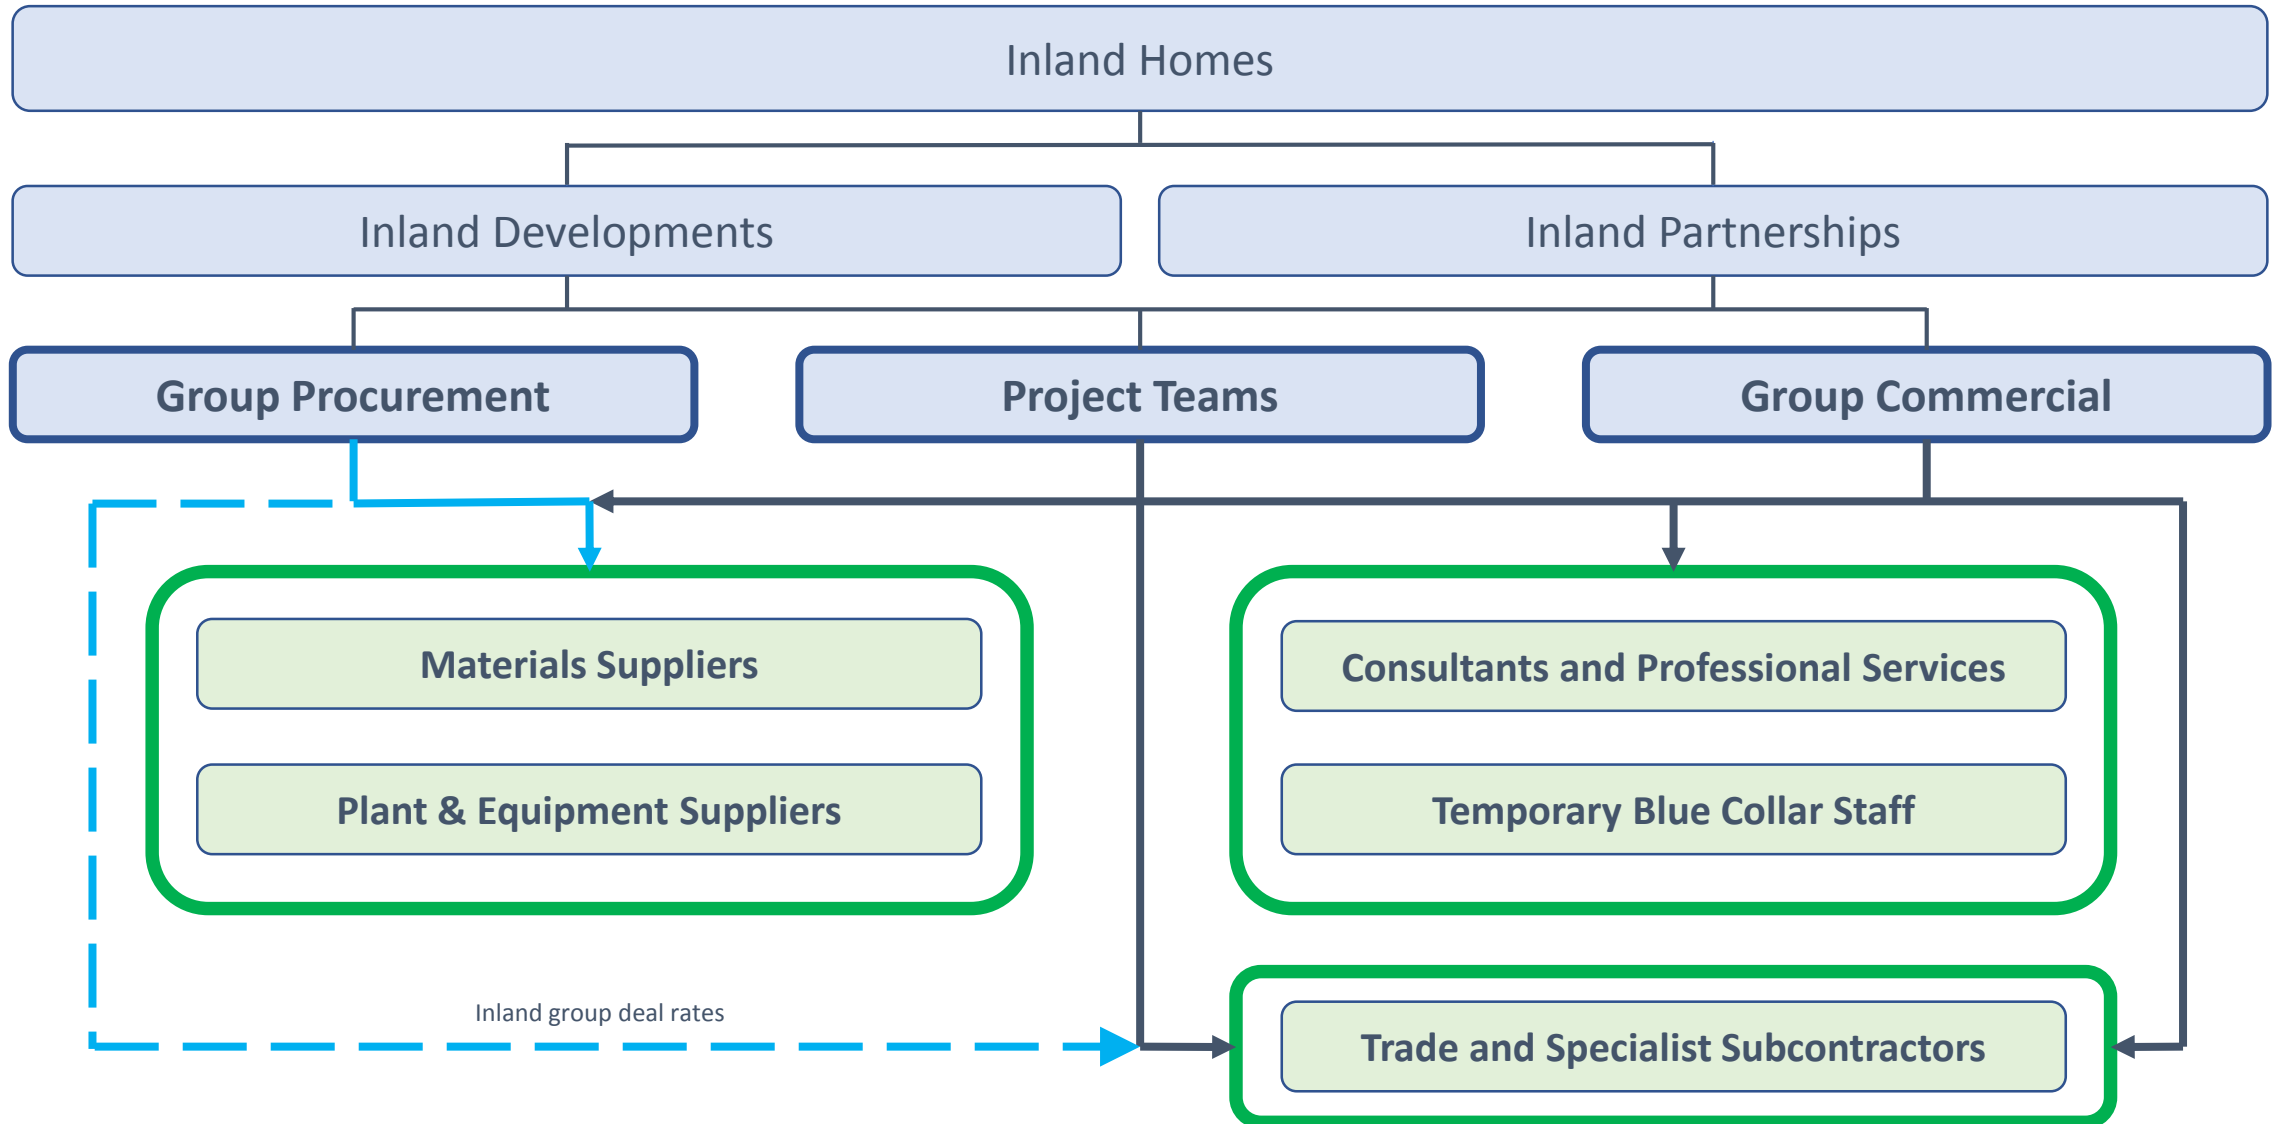 Inland Homes
Inland Developments
Inland Partnerships
Group Procurement
Project Teams
Group Commercial
Materials Suppliers
Consultants and Professional Services
Plant & Equipment Suppliers
Temporary Blue Collar Staff
Inland group deal rates
Trade and Specialist Subcontractors